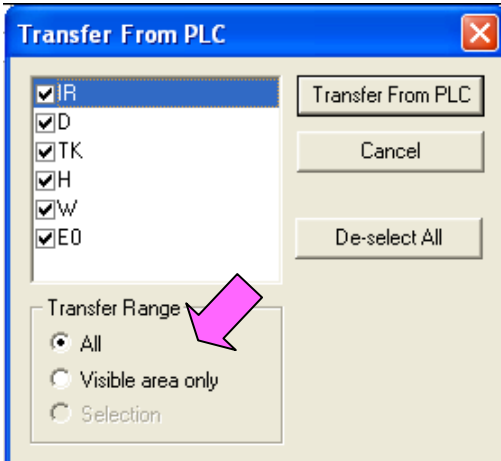 Transfer From PLC
IR
D
TK
H
W
E0
Transfer From PLC
Cancel
De-select All
Transfer Range
All
Visible area only
Selection